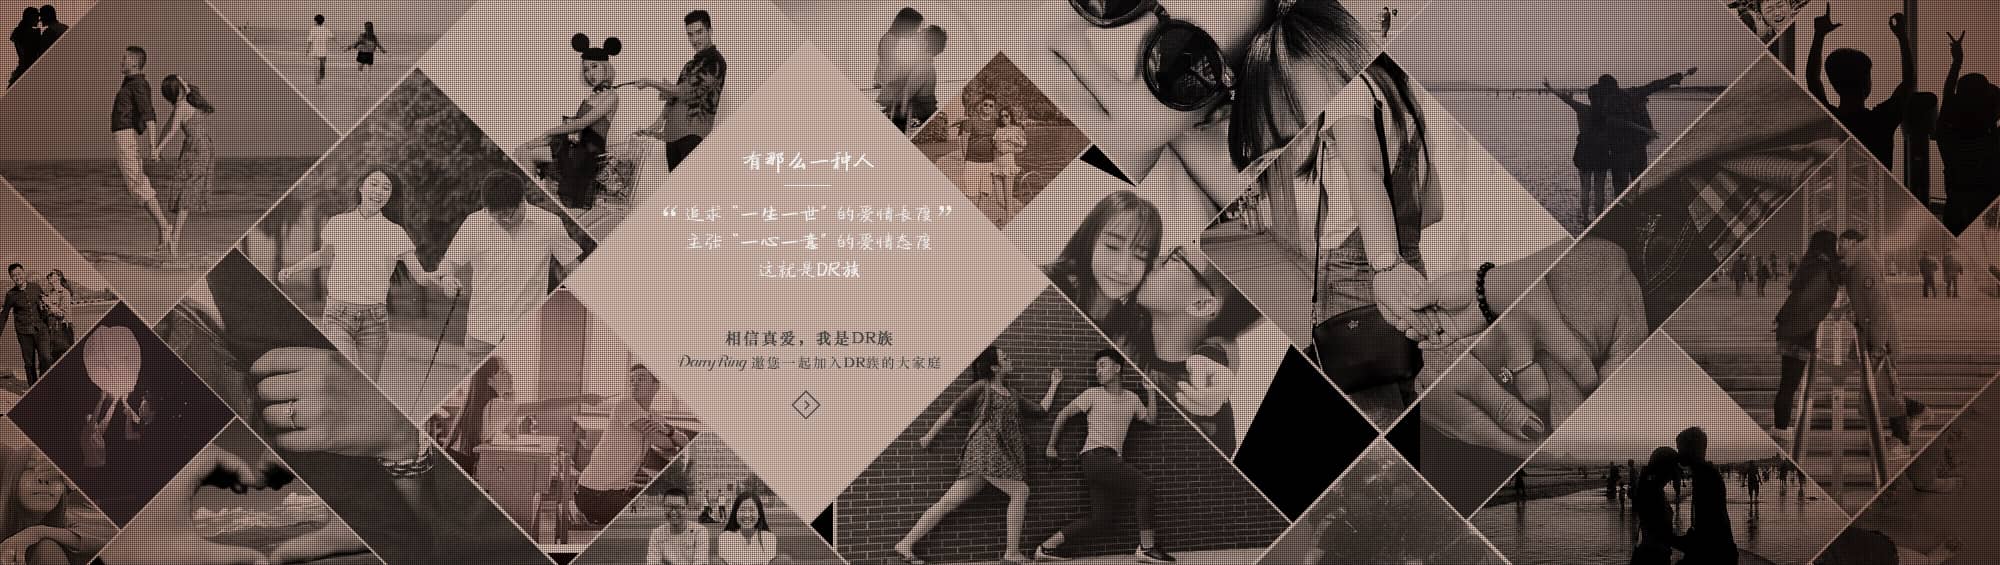 有那么一种人
“追求“一生一世”的爱情长度”
主张“一心一意”的爱情态度
这就是DR族
相信真爱，我是DR族
Darry Ring 邀您一起加入DR族的大家庭